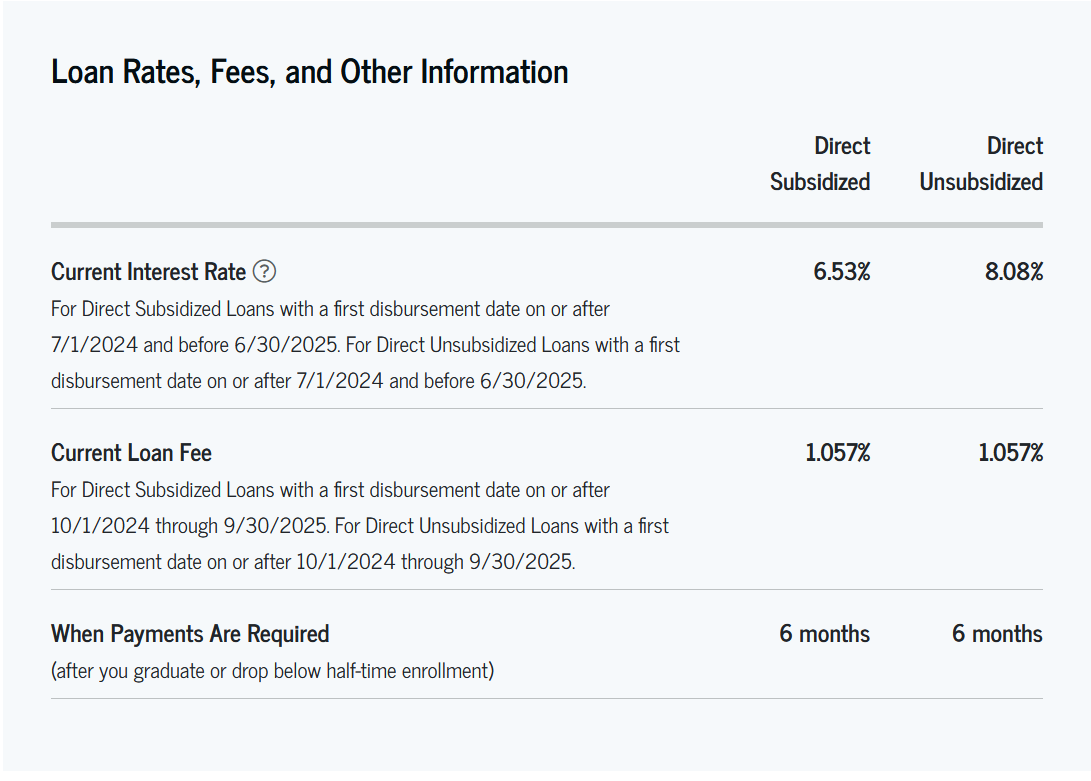 Loan Rates, Fees, and Other Information
Direct Subsidized
Direct Unsubsidized
Current Interest Rate ? 6.53% 8.08%
For Direct Subsidized Loans with a first disbursement date on or after
7/1/2024 and before 6/30/2025. For Direct Unsubsidized Loans with a first
disbursement date on or after 7/1/2024 and before 6/30/2025.
Current Loan Fee 1.057% 1.057%
For Direct Subsidized Loans with a first disbursement date on or after
10/1/2024 through 9/30/2025. For Direct Unsubsidized Loans with a first
disbursement date on or after 10/1/2024 through 9/30/2025.
When Payments Are Required 6 months 6 months
(after you graduate or drop below half-time enrollment)